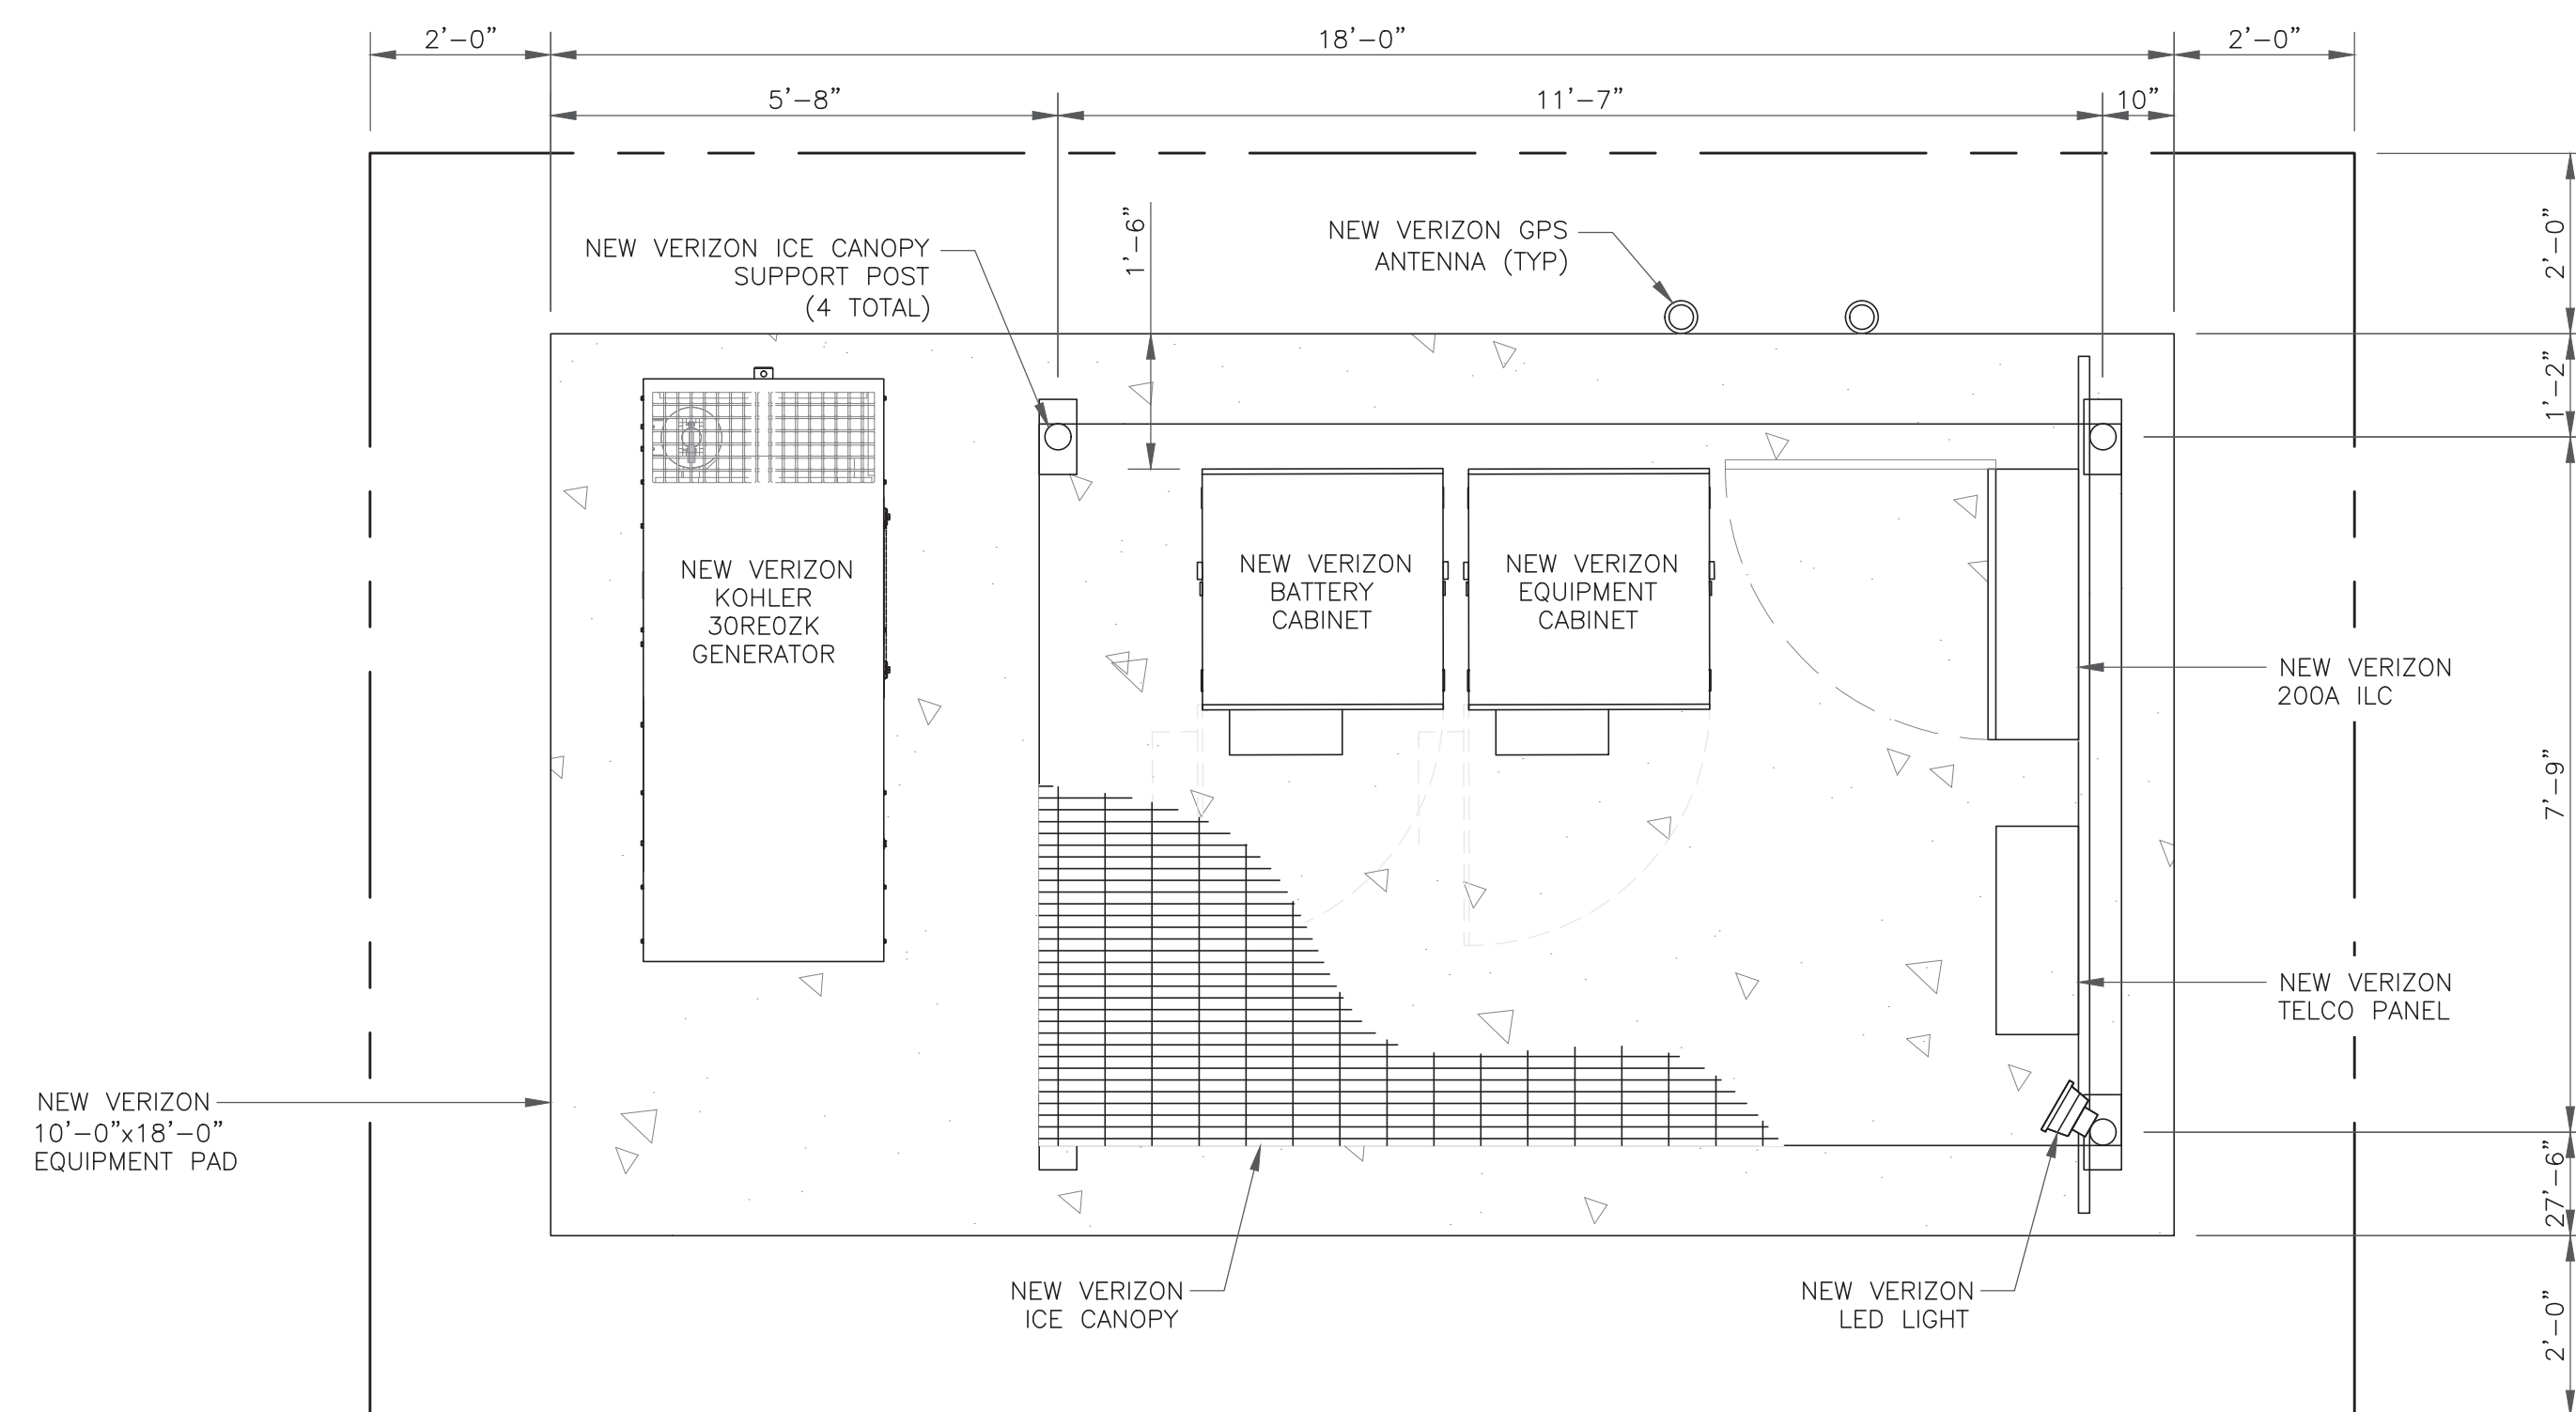 2'-0"
18'-0"
2'-0"
5'-8"
11'-7"
10"
1'-6"
2'-0"
1'-2"
7'-9"
27'-6"
2'-0"
NEW VERIZON ICE CANOPY
SUPPORT POST
(4 TOTAL)
NEW VERIZON GPS
ANTENNA (TYP)
NEW VERIZON
KOHLER
30REOZK
GENERATOR
NEW VERIZON
BATTERY
CABINET
NEW VERIZON
EQUIPMENT
CABINET
NEW VERIZON
200A ILC
NEW VERIZON
TELCO PANEL
NEW VERIZON
10'-0"x18'-0"
EQUIPMENT PAD
NEW VERIZON
ICE CANOPY
NEW VERIZON
LED LIGHT